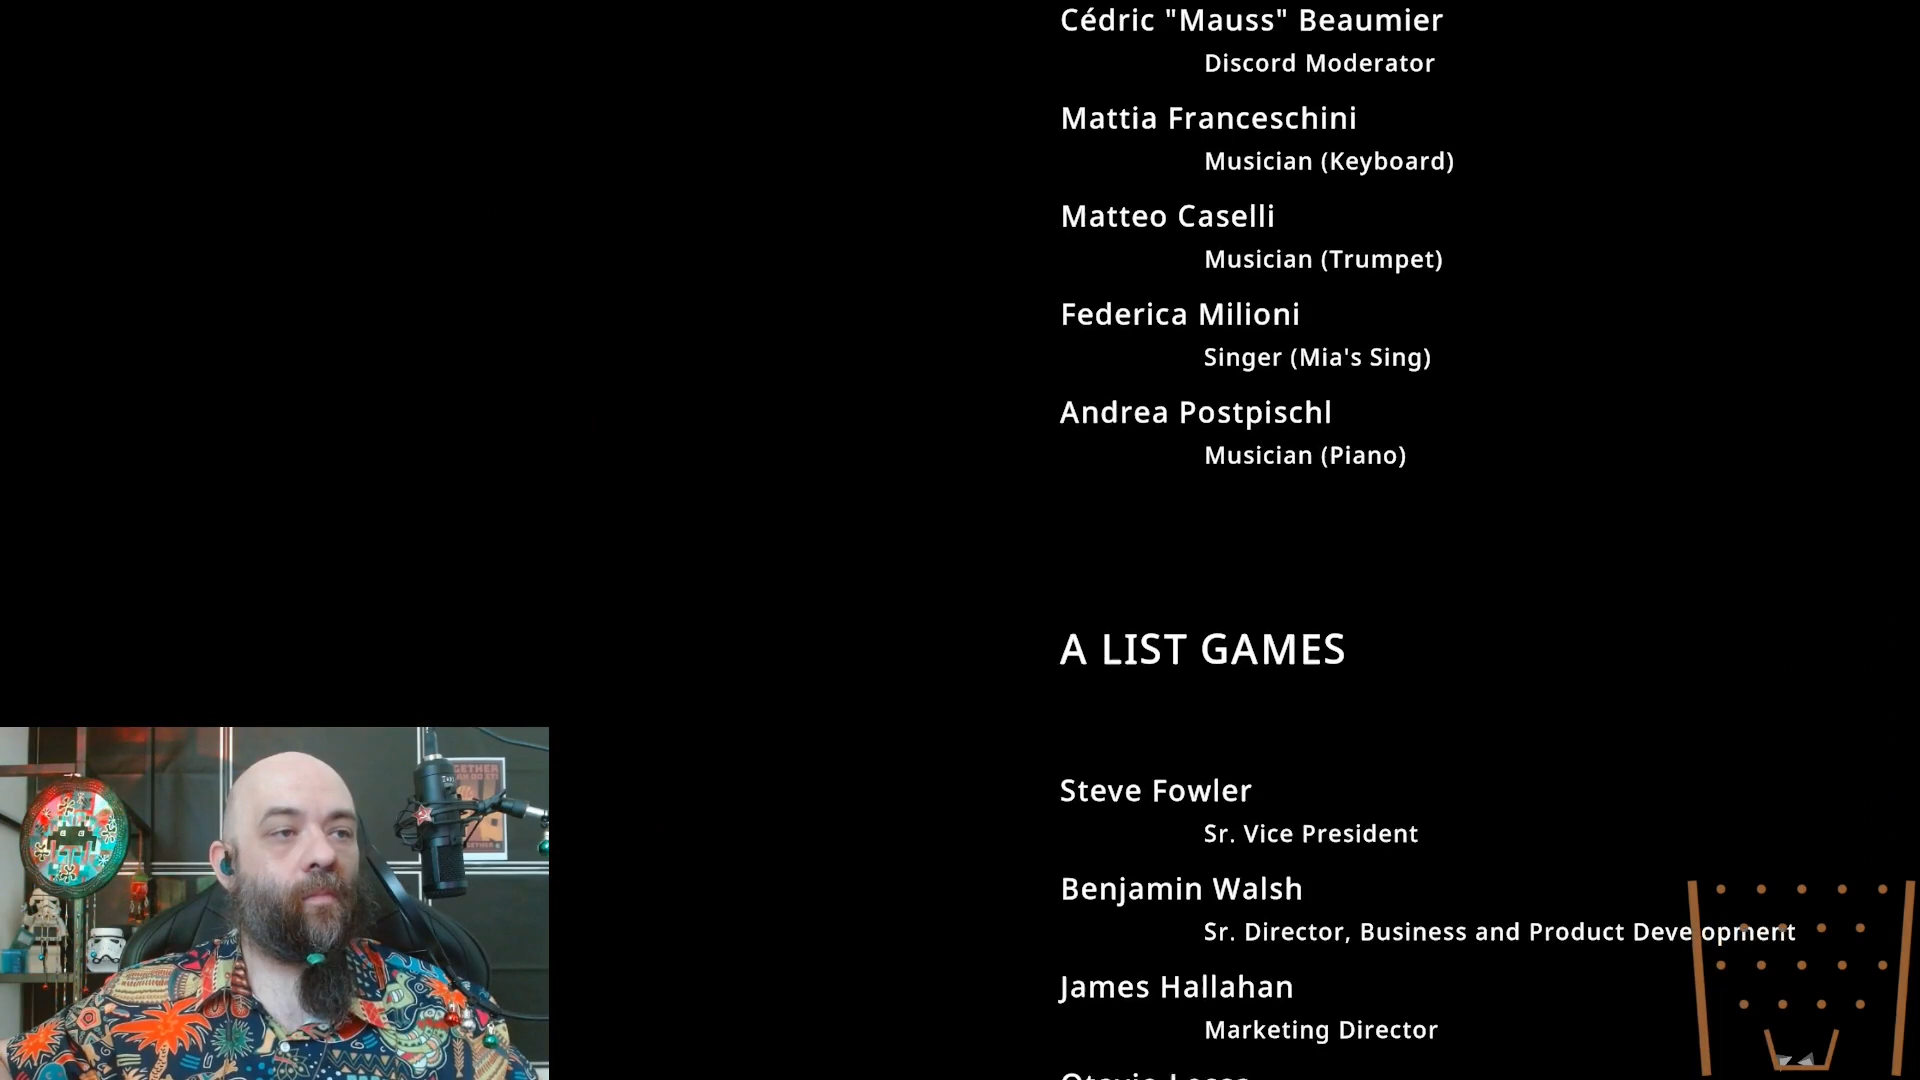 Cédric "Mauss" Beaumier
Discord Moderator
Mattia Franceschini
Musician (Keyboard)
Matteo Caselli
Musician (Trumpet)
Federica Milioni
Singer (Mia's Sing)
Andrea Postpischl
Musician (Piano)
A LIST GAMES
Steve Fowler
Sr. Vice President
Benjamin Walsh
Sr. Director, Business and Product Development
James Hallahan
Marketing Director